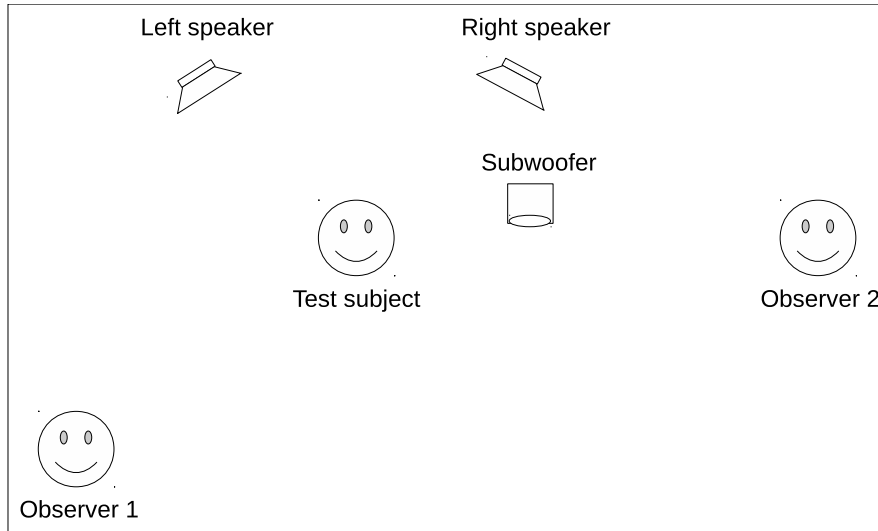 Left speaker
Right speaker
Subwoofer
Test subject
Observer 2
Observer 1